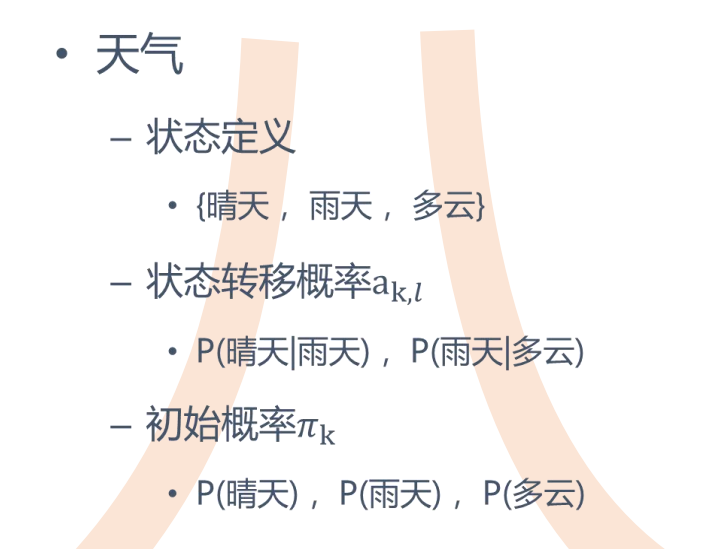 • 天气
– 状态定义
• {晴天，雨天，多云}
– 状态转移概率a_{k,l}
• P(晴天|雨天)，P(雨天|多云)
– 初始概率π_k
• P(晴天)，P(雨天)，P(多云)